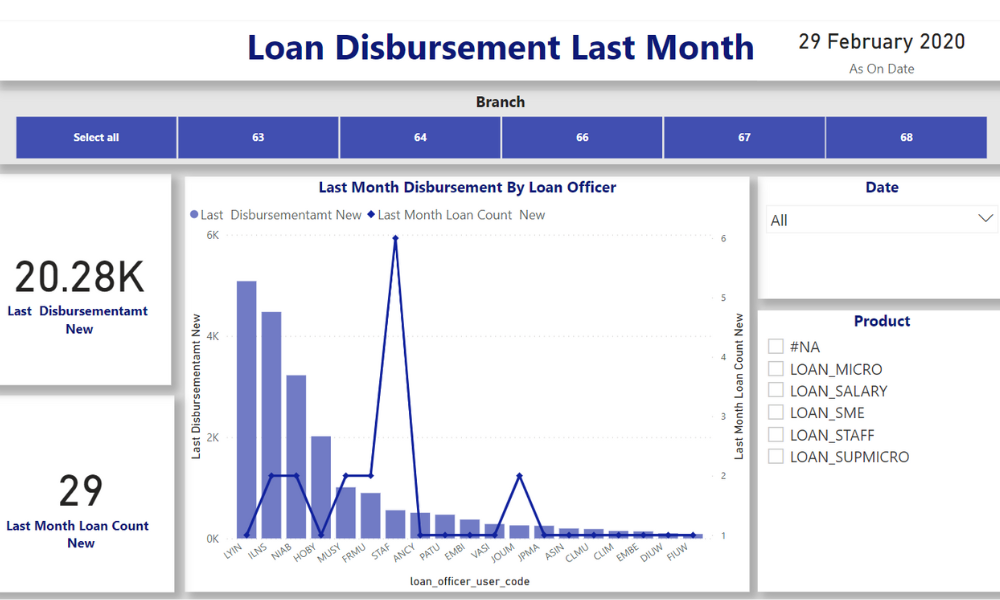 Loan Disbursement Last Month
29 February 2020
As On Date
Branch
Select all
63
64
66
67
68
20.28K
Last Disbursementamt
New
29
Last Month Loan Count
New
Last Month Disbursement By Loan Officer
Last Disbursementamt New
Last Month Loan Count New
6K
4K
2K
0K
Last Disbursementamt New
6
5
4
3
2
1
Last Month Loan Count New
LYIN
LNS
NIAB
HOBY
MUSY
FRMU
STAF
ANCY
PATU
EMBI
VASI
JOUM
JPMA
ASIN
CLMU
CLIM
EMBE
DIUW
FIUW
loan_officer_user_code
Date
All
Product
#NA
LOAN_MICRO
LOAN_SALARY
LOAN_SME
LOAN_STAFF
LOAN_SUPMICRO